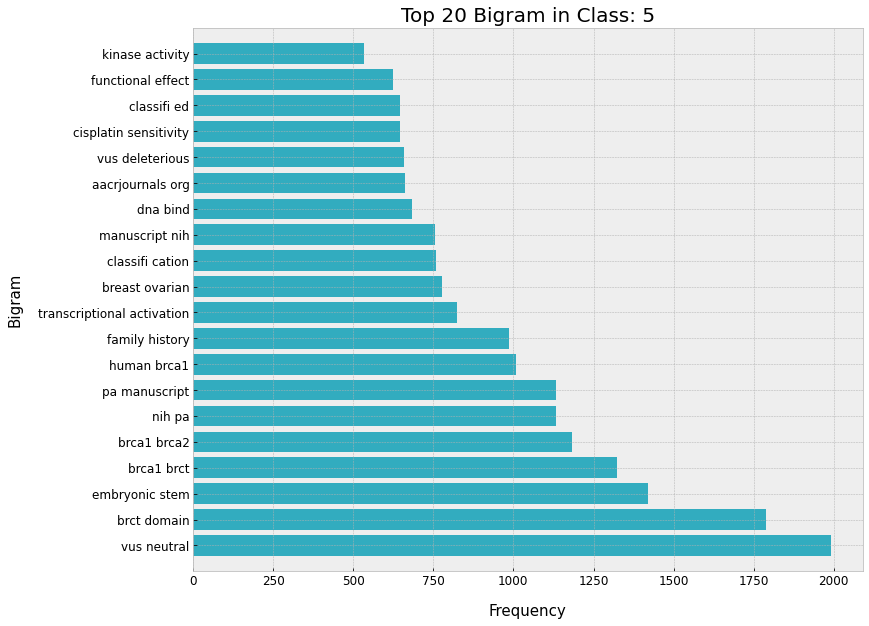 Top 20 Bigram in Class: 5
Bigram
kinase activity
functional effect
classifi ed
cisplatin sensitivity
vus deleterious
aacrjournals org
dna bind
manuscript nih
classifi cation
breast ovarian
transcriptional activation
family history
human brca1
pa manuscript
nih pa
brca1 brca2
brca1 brct
embryonic stem
brct domain
vus neutral
0 250 500 750 1000 1250 1500 1750 2000
Frequency